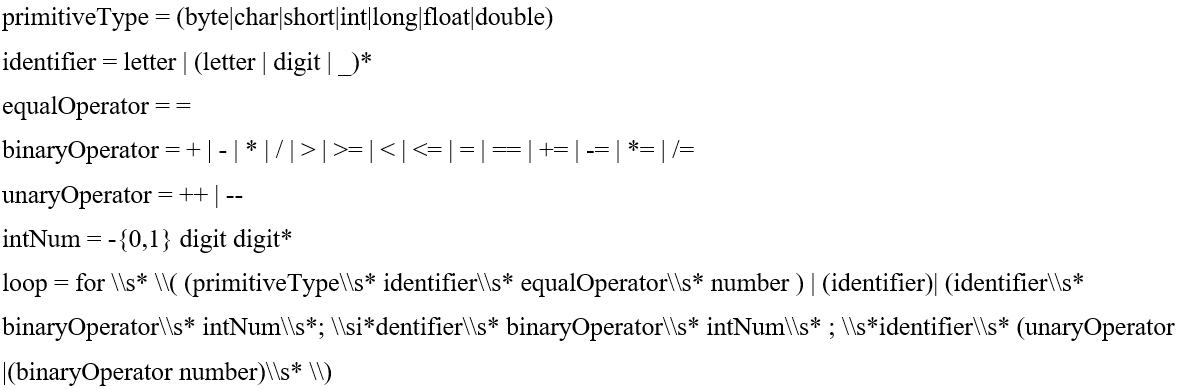 primitiveType = (byte|char|short|int|long|float|double)
identifier = letter | (letter | digit | _)*
equalOperator = =
binaryOperator = + | - | * | / | > | >= | < | <= | = | == | += | -= | *= | /=
unaryOperator = ++ | --
intNum = -{0,1} digit digit*
loop = for \\s* \\( (primitiveType\\s* identifier\\s* equalOperator\\s* number ) | (identifier)| (identifier\\s*
binaryOperator\\s* intNum\\s*; \\si*dentifier\\s* binaryOperator\\s* intNum\\s* ; \\s*identifier\\s* (unaryOperator
|(binaryOperator number)\\s* \\)